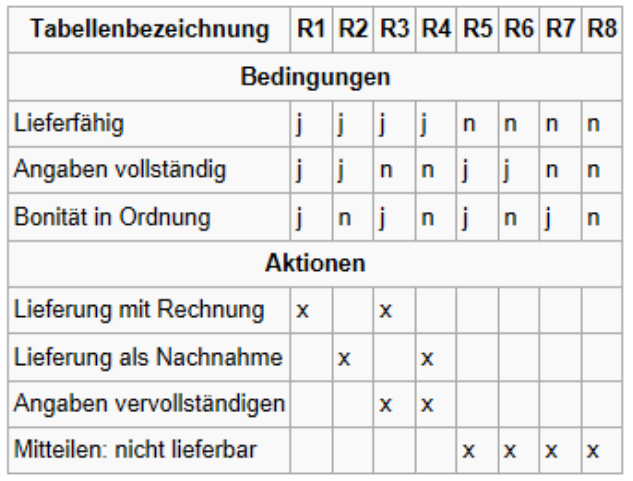 Tabellenbezeichnung R1 R2 R3 R4 R5 R6 R7 R8
Bedingungen
Lieferfähig j j j j n n n n
Angaben vollständig j j n n j j n n
Bonität in Ordnung j n j n j n j n
Aktionen
Lieferung mit Rechnung x x
Lieferung als Nachnahme x x
Angaben vervollständigen x x
Mitteilen: nicht lieferbar x x x x